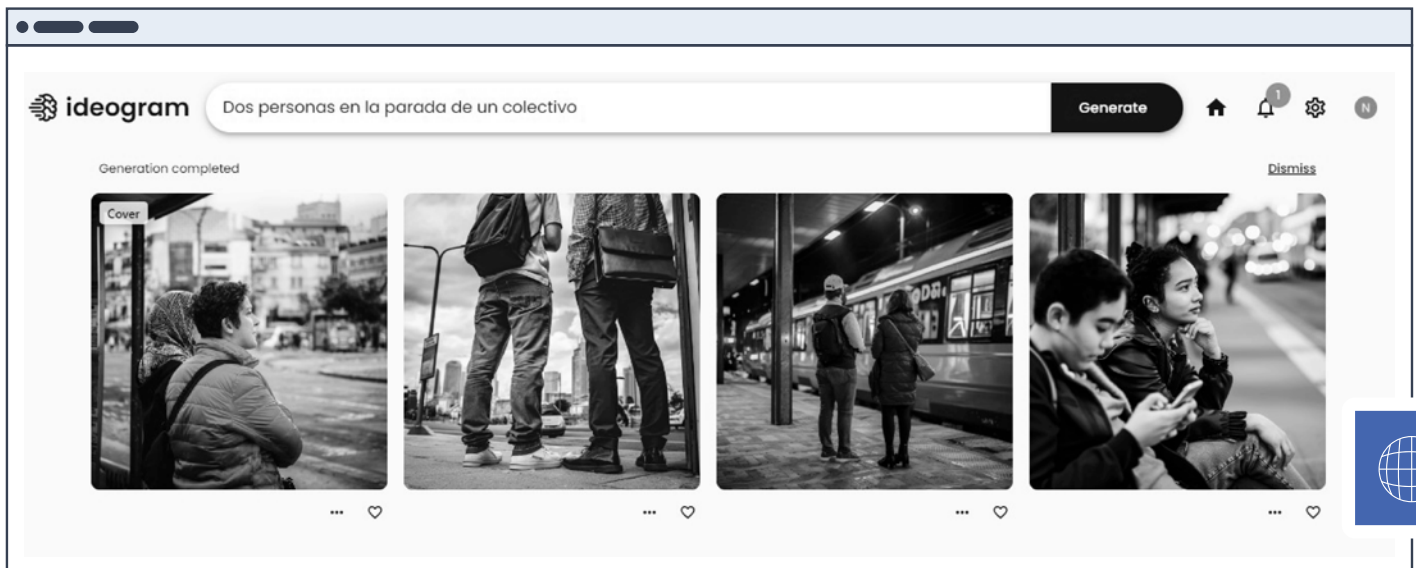 ideogram
Dos personas en la parada de un colectivo
Generate
1
N
Generation completed
Dismiss
Cover